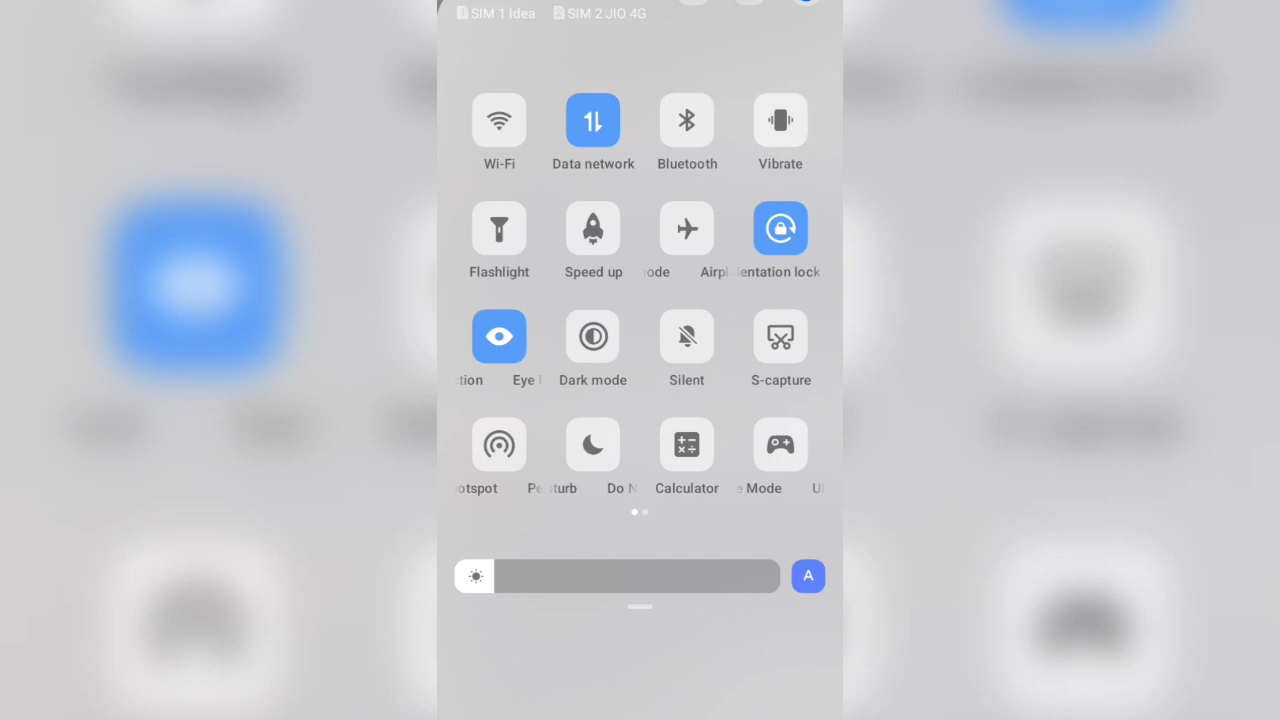 SIM 1 Idea SIM 2 JIO 4G
Wi-Fi Data network Bluetooth Vibrate
Flashlight Speed up ode Airpl entation lock
tion Eye Dark mode Silent S-capture
otspot Pe turb Do N Calculator e Mode Ul
A